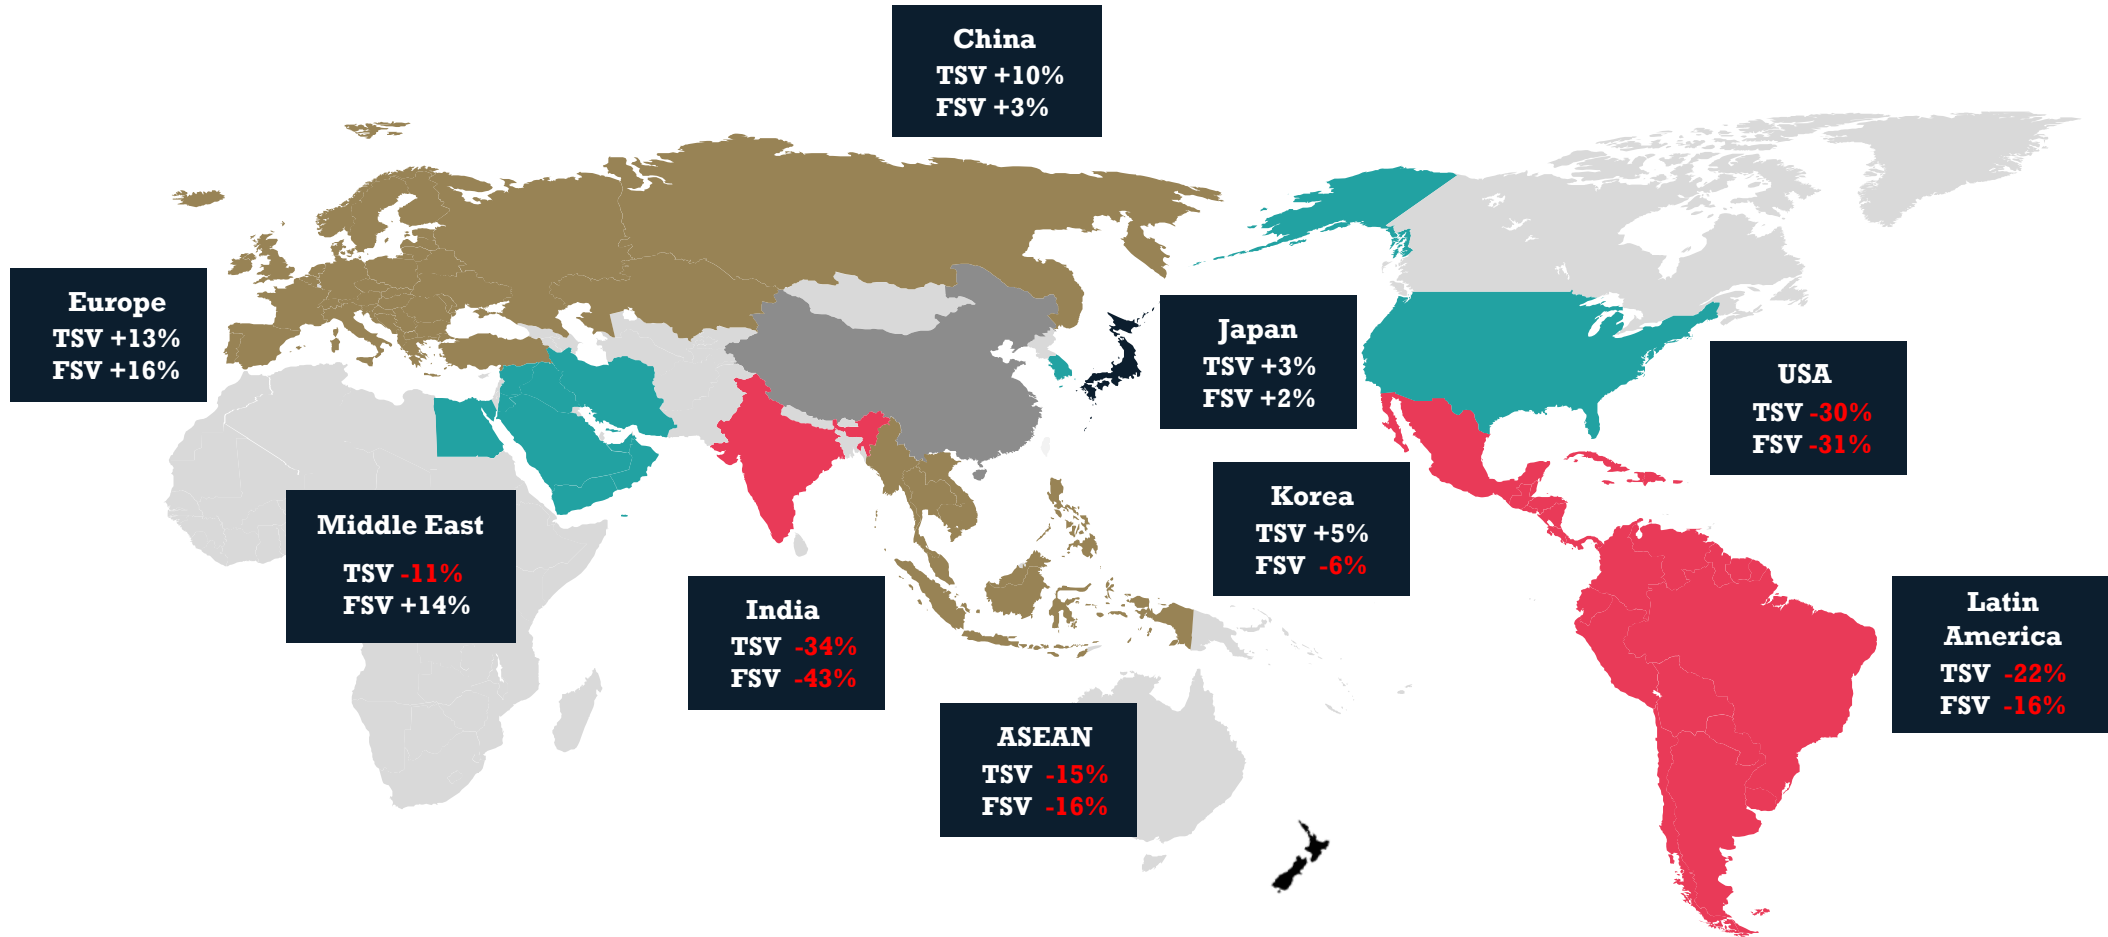 China
TSV +10%
FSV +3%
Europe
TSV +13%
FSV +16%
Japan
TSV +3%
FSV +2%
USA
TSV -30%
FSV -31%
Korea
TSV +5%
FSV -6%
Middle East
TSV -11%
FSV +14%
India
TSV -34%
FSV -43%
Latin
America
TSV -22%
FSV -16%
ASEAN
TSV -15%
FSV -16%